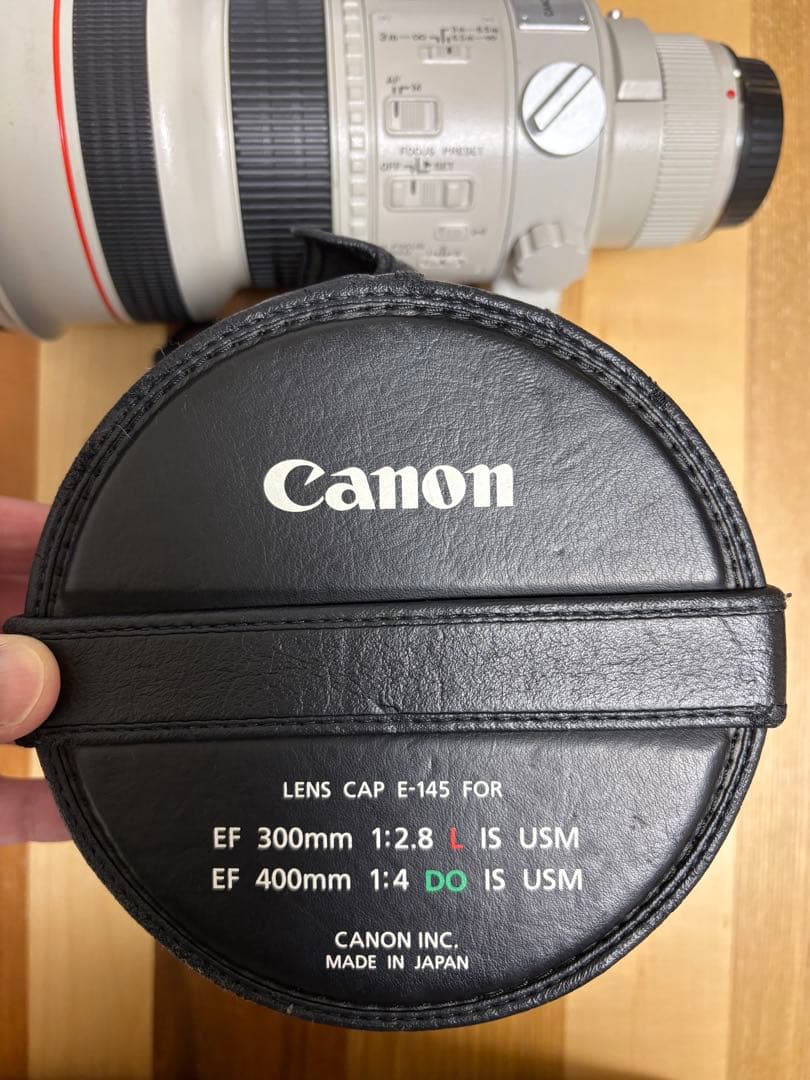 AF
FOCUS PRESET
OFF
SET
Canon
LENS CAP E-145 FOR
EF 300mm 1:2.8 L IS USM
EF 400mm 1:4 DO IS USM
CANON INC.
MADE IN JAPAN